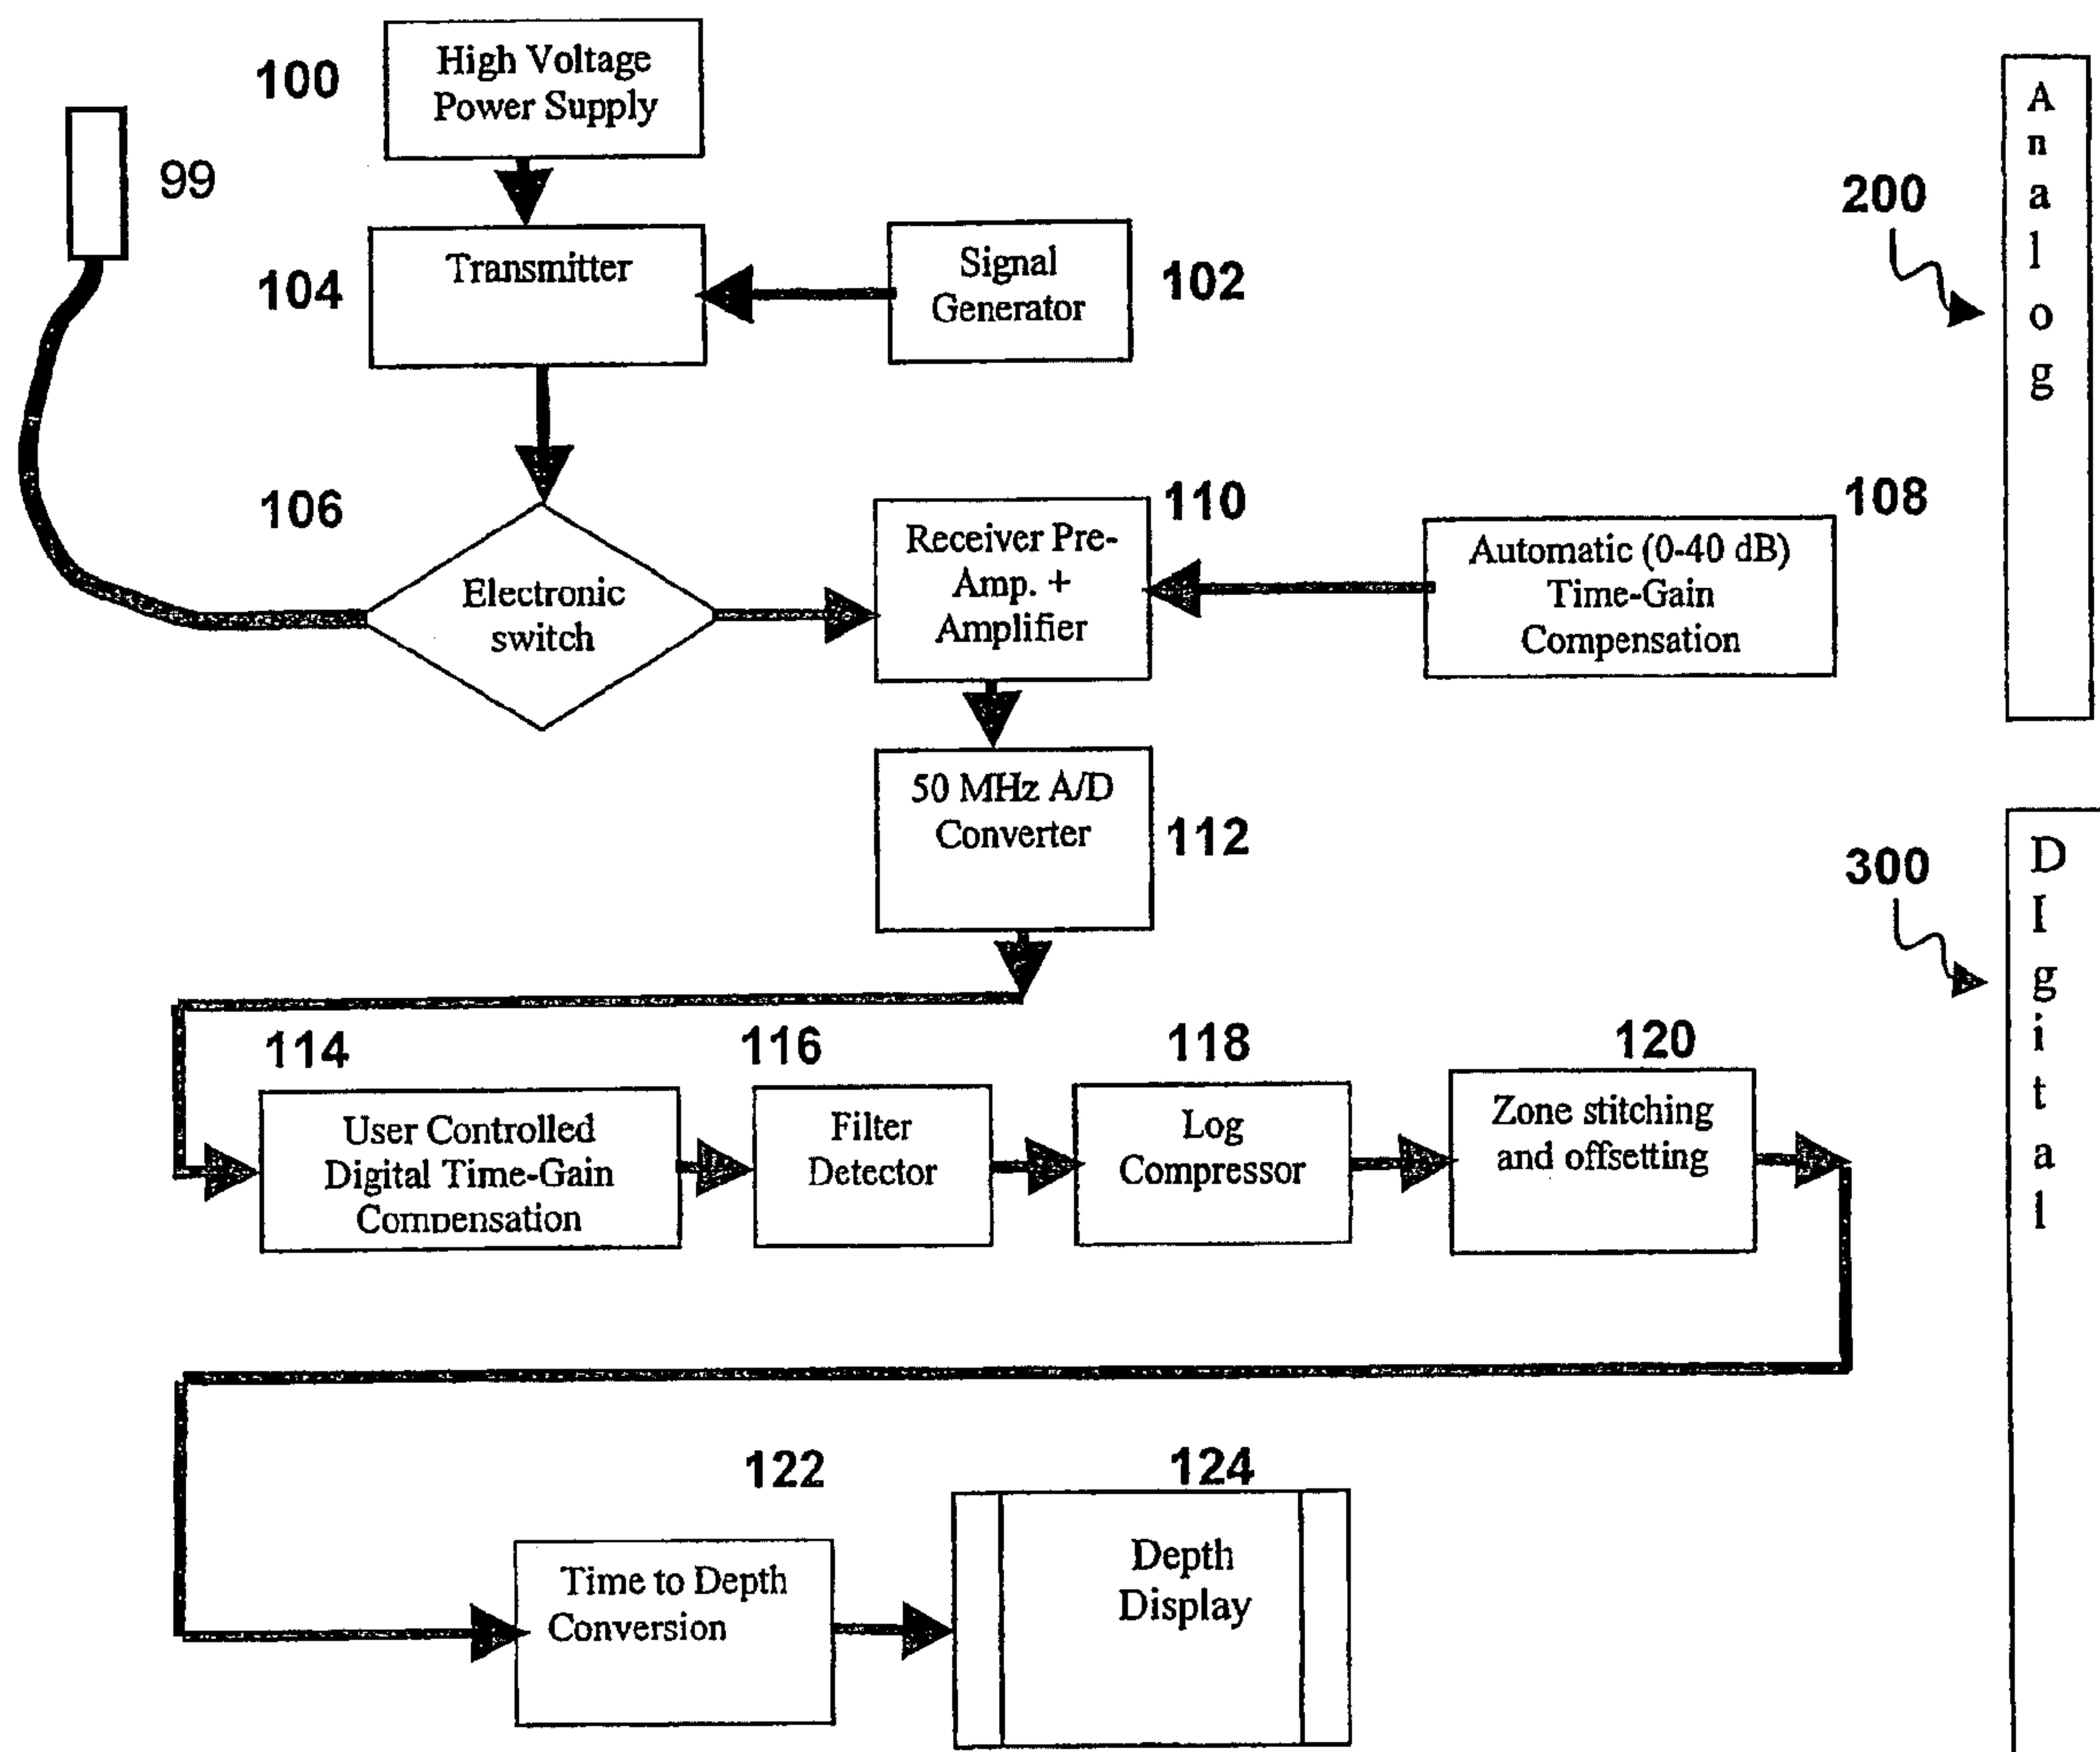 100
High Voltage
Power Supply
99
104
Transmitter
Signal
Generator
102
200
Analog
106
Electronic
switch
110
Receiver Pre-
Amp. +
Amplifier
108
Automatic (0-40 dB)
Time-Gain
Compensation
50 MHz A/D
Converter
112
300
DIgital
114
User Controlled
Digital Time-Gain
Compensation
116
Filter
Detector
118
Log
Compressor
120
Zone stitching
and offsetting
122
Time to Depth
Conversion
124
Depth
Display